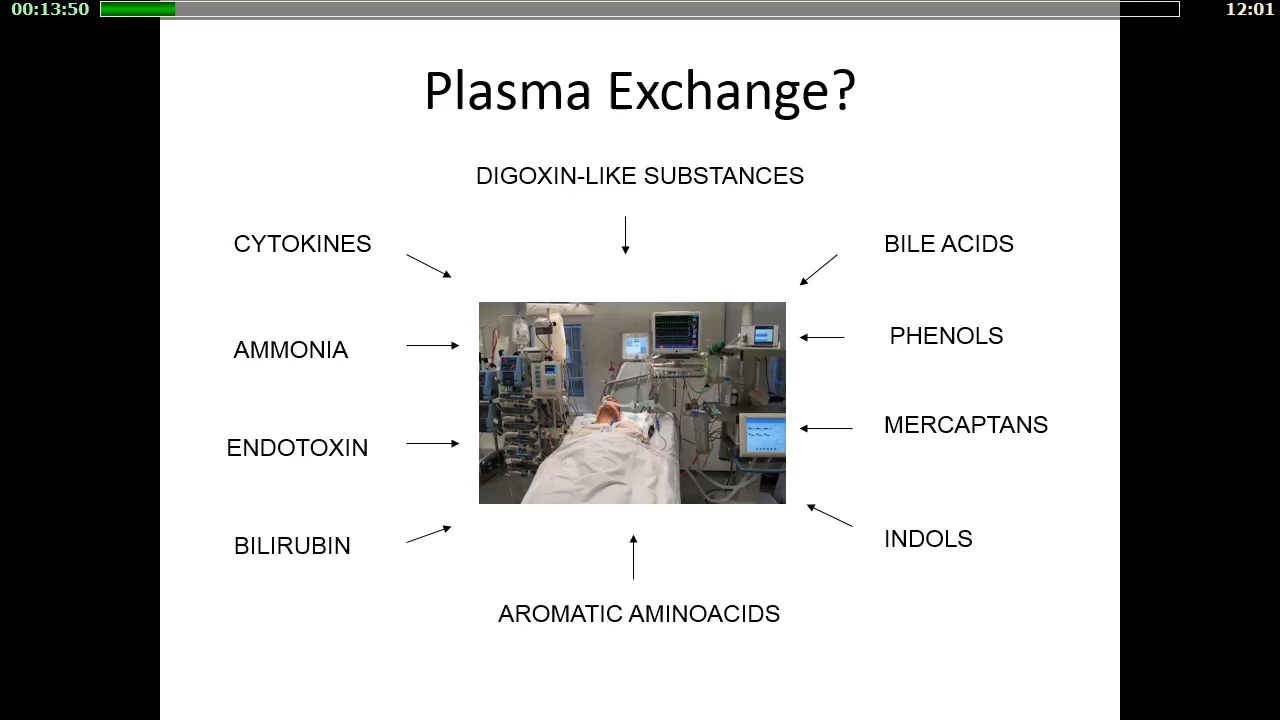 00:13:50
12:01
Plasma Exchange?
DIGOXIN-LIKE SUBSTANCES
CYTOKINES
BILE ACIDS
AMMONIA
PHENOLS
ENDOTOXIN
MERCAPTANS
BILIRUBIN
INDOLS
AROMATIC AMINOACIDS